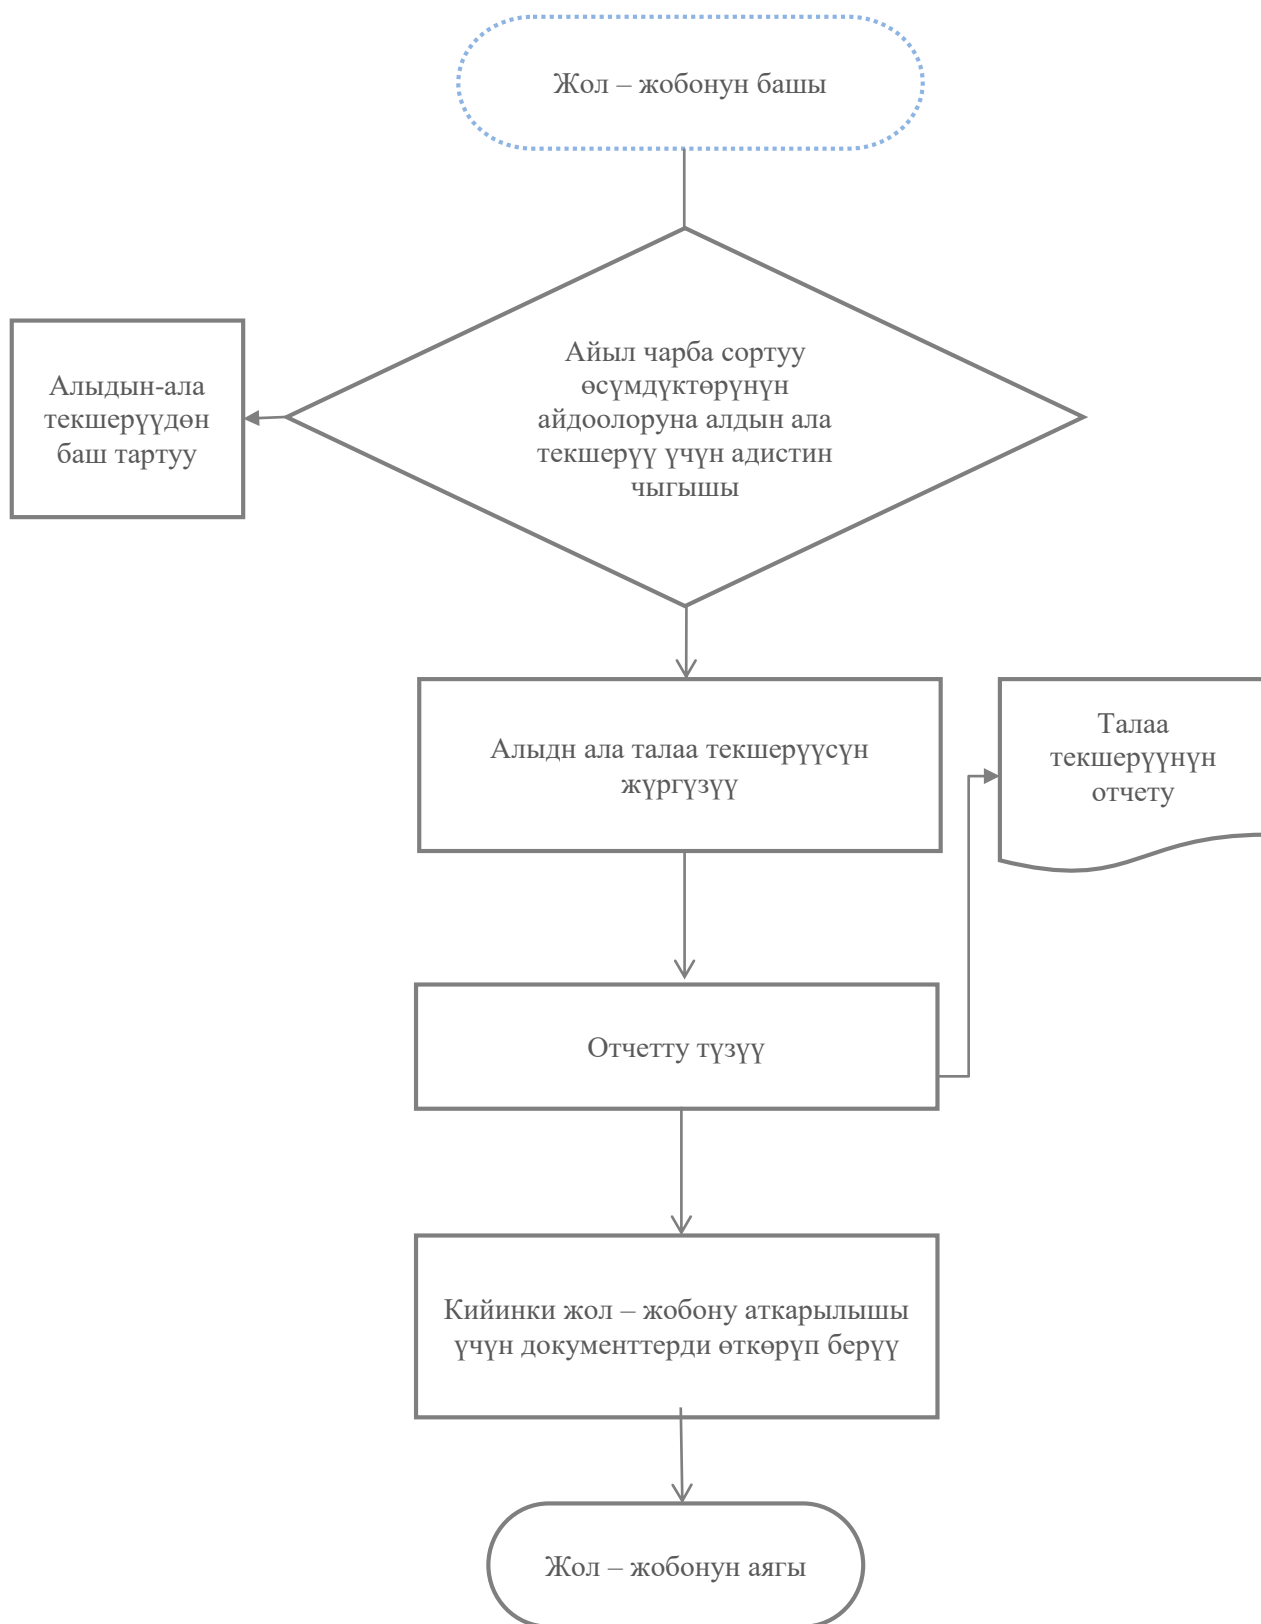 Жол – жобонун башы
Айыл чарба сортуу
өсүмдүктөрүнүн
айдоолоруна алдын ала
текшерүү үчүн адистин
чыгышы
Алыдын-ала
текшерүүдөн
баш тартуу
Алыдн ала талаа текшерүүсүн
жүргүзүү
Талаа
текшерүүнүн
отчету
Отчетту түзүү
Кийинки жол – жобону аткарылышы
үчүн документтерди өткөрүп берүү
Жол – жобонун аягы